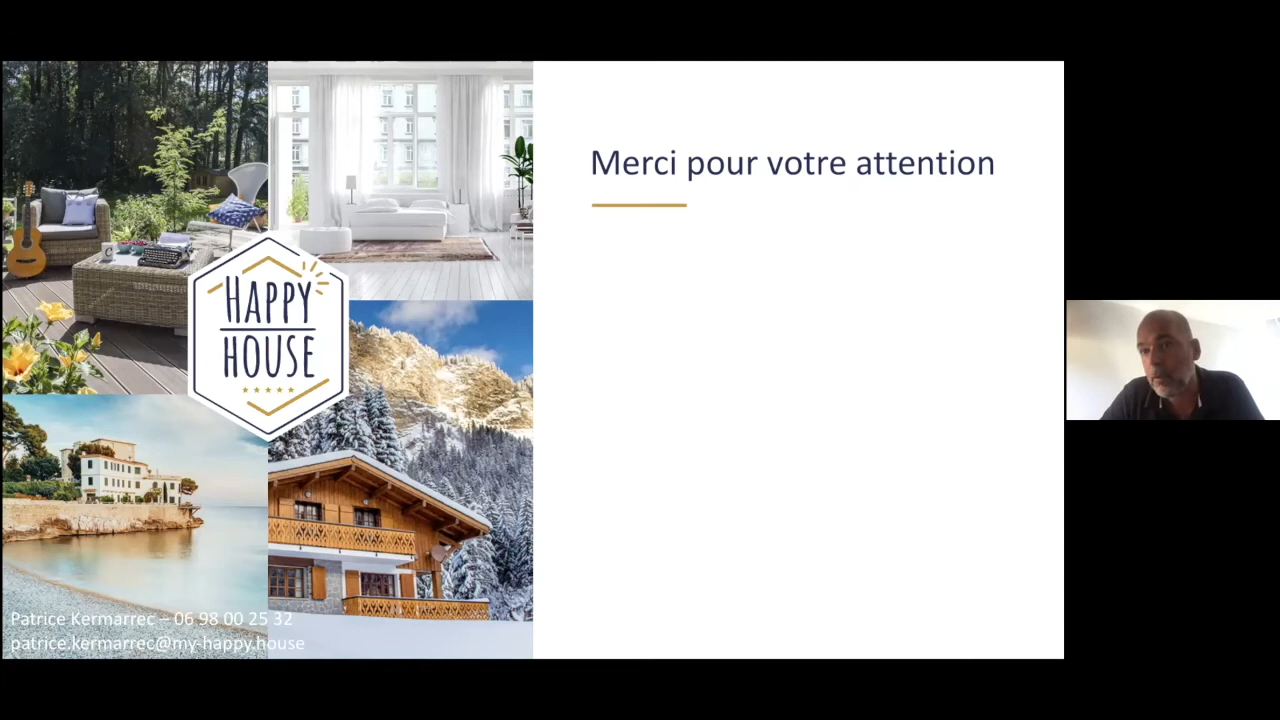 HAPPY
HOUSE
Merci pour votre attention
Patrice Kermarrec – 06 98 00 25 32
patrice.kermarrec@my-happy.house